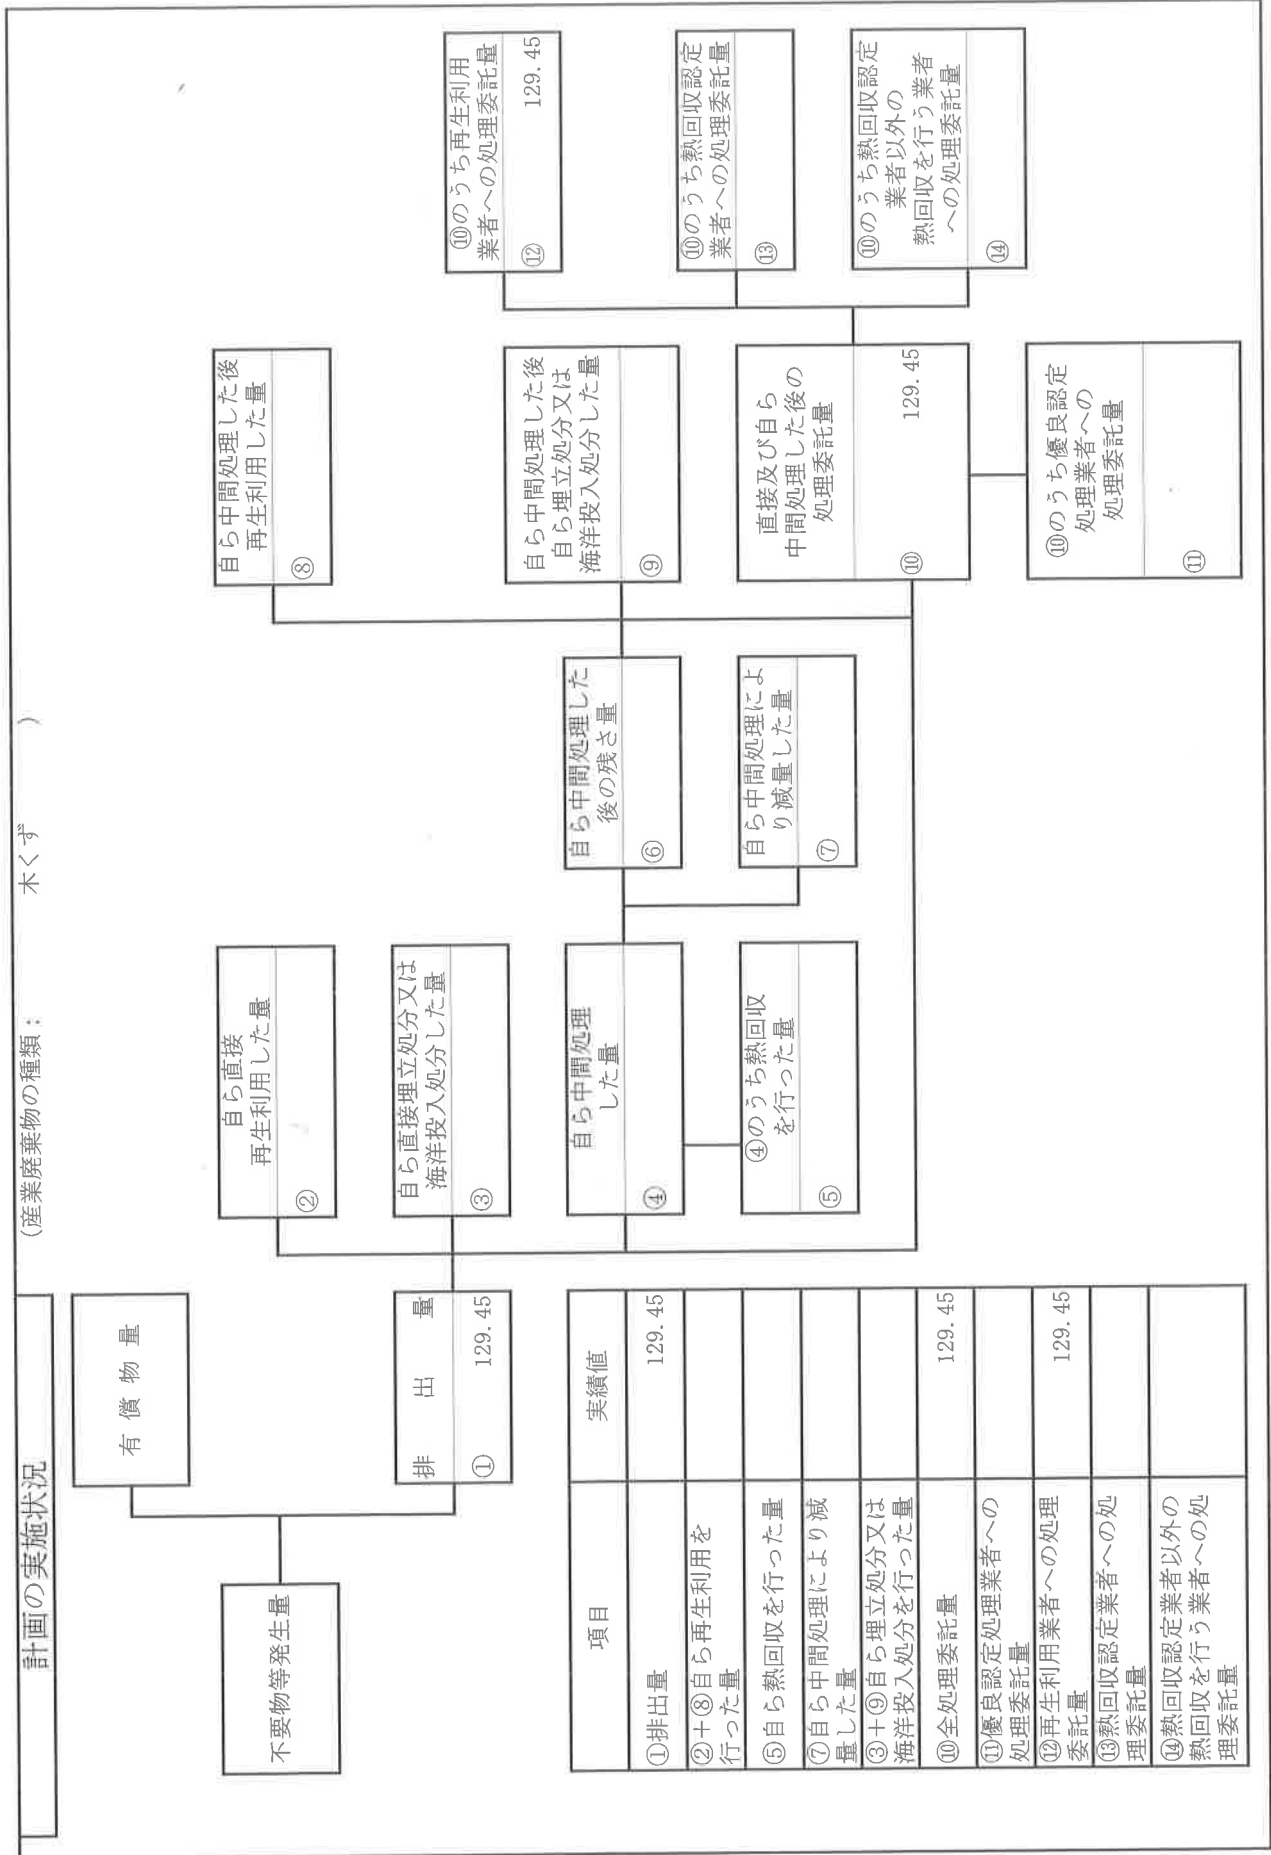 計画の実施状況
(産業廃棄物の種類： 木くず )
不要物等発生量
有償物量
排出量
① 129.45
自ら直接
再生利用した量
②
自ら直接埋立処分又は
海洋投入処分した量
③
自ら中間処理
した量
④
④のうち熱回収
を行った量
⑤
自ら中間処理した
後の残さ量
⑥
自ら中間処理によ
り減量した量
⑦
自ら中間処理した後
再生利用した量
⑧
自ら中間処理した後
自ら埋立処分又は
海洋投入処分した量
⑨
直接及び自ら
中間処理した後の
処理委託量
⑩ 129.45
⑩のうち優良認定
処理業者への
処理委託量
⑪
⑩のうち再生利用
業者への処理委託量
⑫ 129.45
⑩のうち熱回収認定
業者への処理委託量
⑬
⑩のうち熱回収認定
業者以外の
熱回収を行う業者
への処理委託量
⑭
項目 実績値
①排出量 129.45
②+⑧自ら再生利用を
行った量
⑤自ら熱回収を行った量
⑦自ら中間処理により減
量した量
③+⑨自ら埋立処分又は
海洋投入処分を行った量
⑩全処理委託量 129.45
⑪優良認定処理業者への
処理委託量
⑫再生利用業者への処理
委託量 129.45
⑬熱回収認定業者への処
理委託量
⑭熱回収認定業者以外の
熱回収を行う業者への処
理委託量